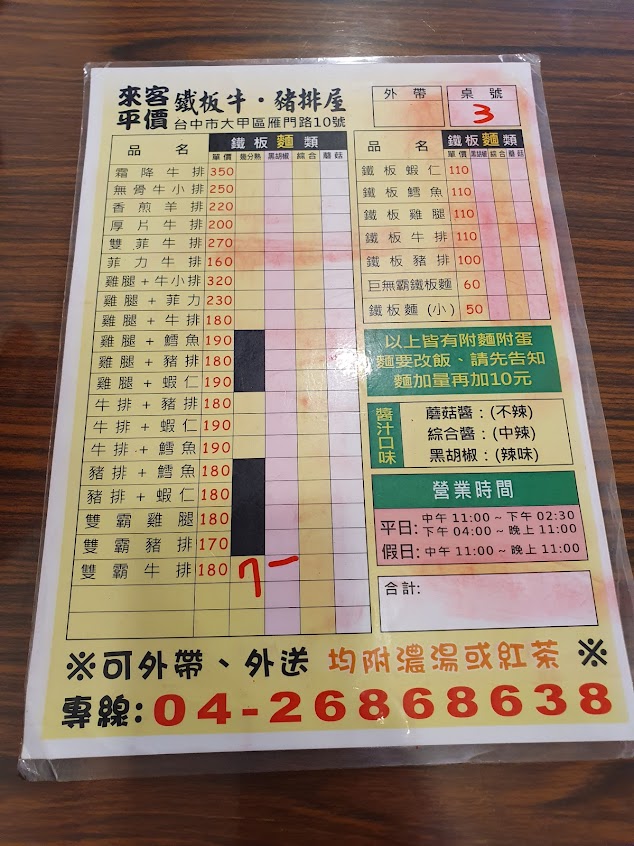 來客 鐵板牛・豬排屋
平價 台中市大甲區雁門路10號
外帶
桌號
3
品名 鐵板麵類
單價 幾分熟 黑胡椒 綜合 蘑菇
霜降牛排 350
無骨牛小排 250
香煎羊排 220
厚片牛排 200
雙菲牛排 270
菲力牛排 160
雞腿+牛小排 320
雞腿+菲力 230
雞腿+牛排 180
雞腿+鱈魚 190
雞腿+豬排 180
雞腿+蝦仁 190
牛排+豬排 180
牛排+蝦仁 190
牛排+鱈魚 190
豬排+鱈魚 180
豬排+蝦仁 180
雙霸雞腿 180
雙霸豬排 170
雙霸牛排 180 7 一
品名 鐵板麵類
單價 黑胡椒 綜合 蘑菇
鐵板蝦仁 110
鐵板鱈魚 110
鐵板雞腿 110
鐵板牛排 110
鐵板豬排 100
巨無霸鐵板麵 60
鐵板麵(小) 50
以上皆有附麵附蛋
麵要改飯、請先告知
麵加量再加10元
醬汁口味
蘑菇醬:(不辣)
綜合醬:(中辣)
黑胡椒:(辣味)
營業時間
平日: 中午 11:00 ~ 下午 02:30
下午 04:00 ~ 晚上 11:00
假日: 中午 11:00 ~ 晚上 11:00
合計:
※可外帶、外送 均附濃湯或紅茶 ※
專線:04-26868638